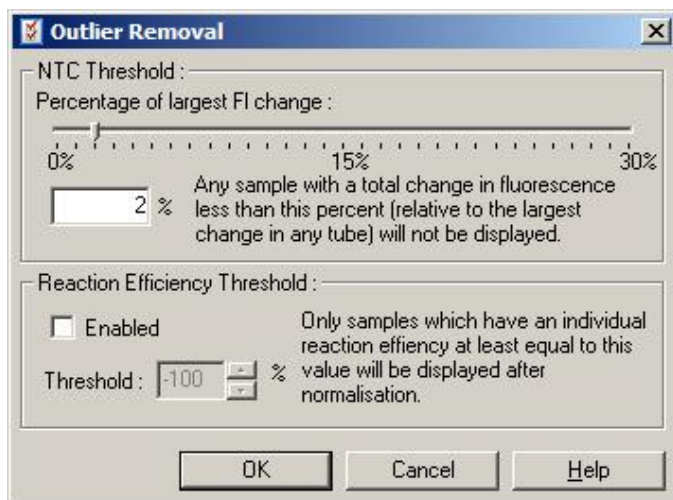 Outlier Removal
NTC Threshold :
Percentage of largest Fl change :
0% 15% 30%
2 % Any sample with a total change in fluorescence
less than this percent (relative to the largest
change in any tube) will not be displayed.
Reaction Efficiency Threshold :
Enabled Only samples which have an individual
reaction effiency at least equal to this
Threshold : -100 % value will be displayed after
normalisation.
OK Cancel Help